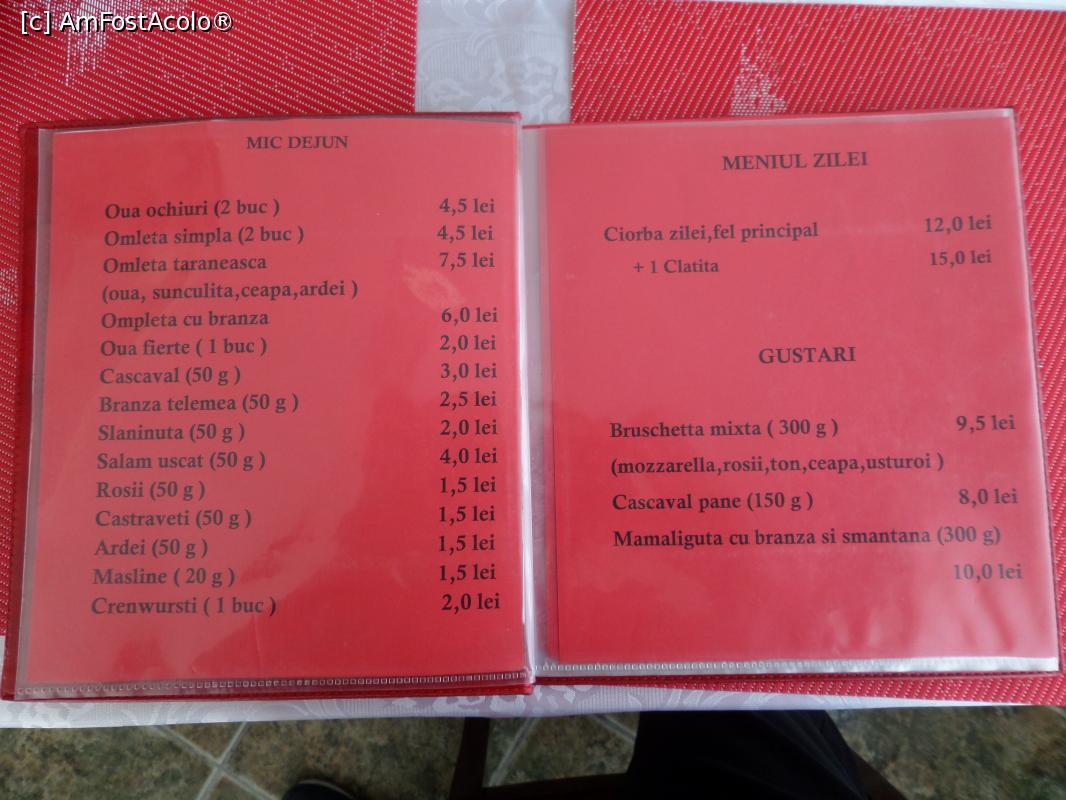 [c] AmFostAcolo®
MIC DEJUN
Oua ochiuri (2 buc ) 4,5 lei
Omleta simpla (2 buc ) 4,5 lei
Omleta taraneasca 7,5 lei
(oua, sunculita,ceapa,ardei )
Ompleta cu branza 6,0 lei
Oua fierte ( 1 buc ) 2,0 lei
Cascaval (50 g ) 3,0 lei
Branza telemea (50 g ) 2,5 lei
Slaninuta (50 g ) 2,0 lei
Salam uscat (50 g ) 4,0 lei
Rosii (50 g ) 1,5 lei
Castraveti (50 g ) 1,5 lei
Ardei (50 g ) 1,5 lei
Masline ( 20 g ) 1,5 lei
Crenwursti ( 1 buc ) 2,0 lei
MENIUL ZILEI
Ciorba zilei,fel principal 12,0 lei
+ 1 Clatita 15,0 lei
GUSTARI
Bruschetta mixta ( 300 g ) 9,5 lei
(mozzarella,rosii,ton,ceapa,usturoi )
Cascaval pane (150 g ) 8,0 lei
Mamaliguta cu branza si smantana (300 g)
10,0 lei